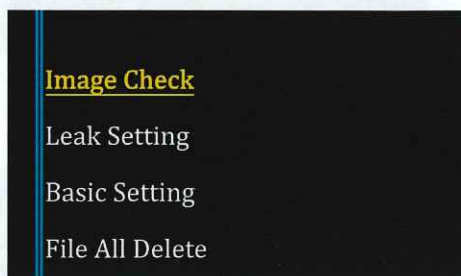 Image Check
Leak Setting
Basic Setting
File All Delete